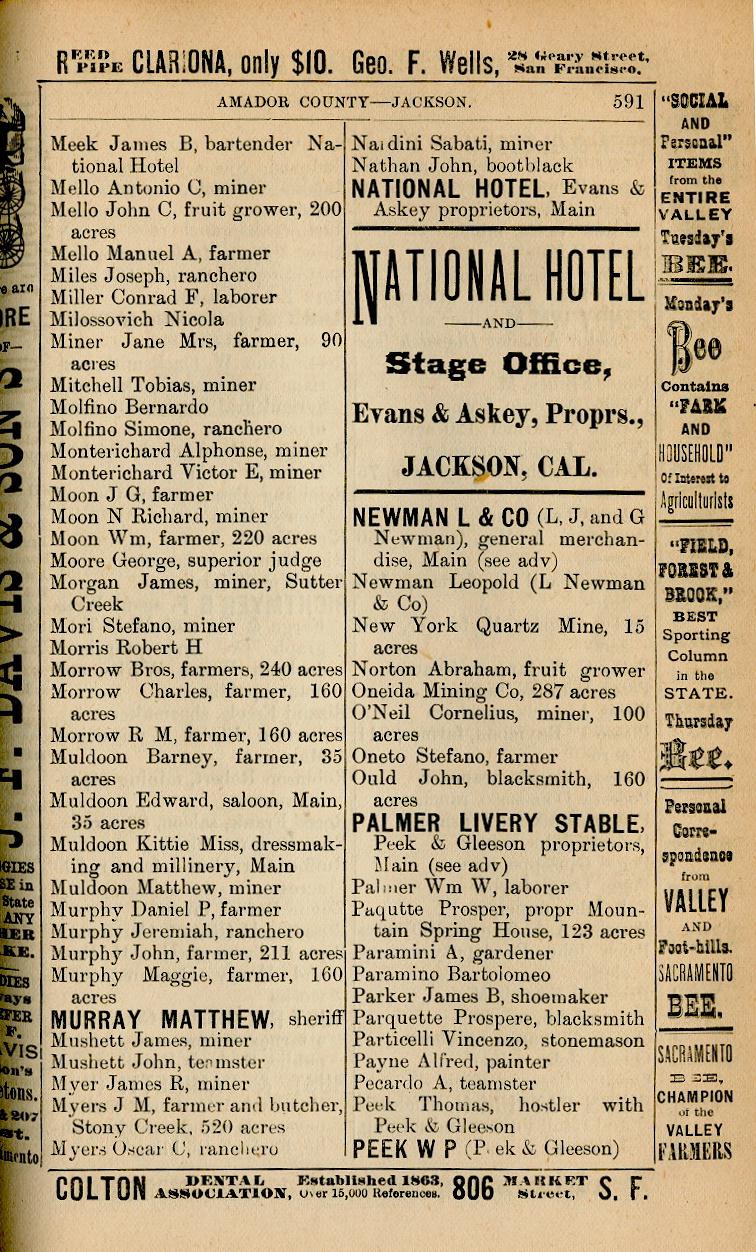 REED PIPE CLARIONA, only $10. Geo. F. Wells, 28 Geary Street, San Francisco.
AMADOR COUNTY—JACKSON. 591
Meek James B, bartender Na-
tional Hotel
Mello Antonio C, miner
Mello John C, fruit grower, 200
acres
Mello Manuel A, farmer
Miles Joseph, ranchero
Miller Conrad F, laborer
Milossovich Nicola
Miner Jane Mrs, farmer, 90
acres
Mitchell Tobias, miner
Molfino Bernardo
Molfino Simone, ranchero
Monterichard Alphonse, miner
Monterichard Victor E, miner
Moon J G, farmer
Moon N Richard, miner
Moon Wm, farmer, 220 acres
Moore George, superior judge
Morgan James, miner, Sutter
Creek
Mori Stefano, miner
Morris Robert H
Morrow Bros, farmers, 240 acres
Morrow Charles, farmer, 160
acres
Morrow R M, farmer, 160 acres
Muldoon Barney, farmer, 35
acres
Muldoon Edward, saloon, Main,
35 acres
Muldoon Kittie Miss, dressmak-
ing and millinery, Main
Muldoon Matthew, miner
Murphy Daniel P, farmer
Murphy Jeremiah, ranchero
Murphy John, farmer, 211 acres
Murphy Maggie, farmer, 160
acres
MURRAY MATTHEW, sheriff
Mushett James, miner
Mushett John, teamster
Myer James R, miner
Myers J M, farmer and butcher,
Stony Creek, 520 acres
Myers Oscar C, ranchero
Nardini Sabati, miner
Nathan John, bootblack
NATIONAL HOTEL, Evans &
Askey proprietors, Main
NATIONAL HOTEL
—AND—
Stage Office,
Evans & Askey, Proprs.,
JACKSON, CAL.
NEWMAN L & CO (L, J, and G
Newman), general merchan-
dise, Main (see adv)
Newman Leopold (L Newman
& Co)
New York Quartz Mine, 15
acres
Norton Abraham, fruit grower
Oneida Mining Co, 287 acres
O'Neil Cornelius, miner, 100
acres
Oneto Stefano, farmer
Ould John, blacksmith, 160
acres
PALMER LIVERY STABLE,
Peek & Gleeson proprietors,
Main (see adv)
Palmer Wm W, laborer
Paqutte Prosper, propr Moun-
tain Spring House, 123 acres
Paramini A, gardener
Paramino Bartolomeo
Parker James B, shoemaker
Parquette Prospere, blacksmith
Particelli Vincenzo, stonemason
Payne Alfred, painter
Pecardo A, teamster
Peek Thomas, hostler with
Peek & Gleeson
PEEK W P (Peek & Gleeson)
"SOCIAL
AND
Personal"
ITEMS
from the
ENTIRE
VALLEY
Tuesday's
BEE.
Monday's
Bee
Contains
"FARK
AND
HOUSEHOLD"
Of Interest to
Agriculturists
"FIELD,
FOREST &
BROOK,"
BEST
Sporting
Column
in the
STATE.
Thursday
Bee.
Personal
Corre-
spondence
from
VALLEY
AND
Foot-hills.
SACRAMENTO
BEE.
SACRAMENTO
BEE,
CHAMPION
of the
VALLEY
FARMERS
COLTON DENTAL ASSOCIATION, Established 1863, Over 15,000 References. 806 MARKET Street, S. F.